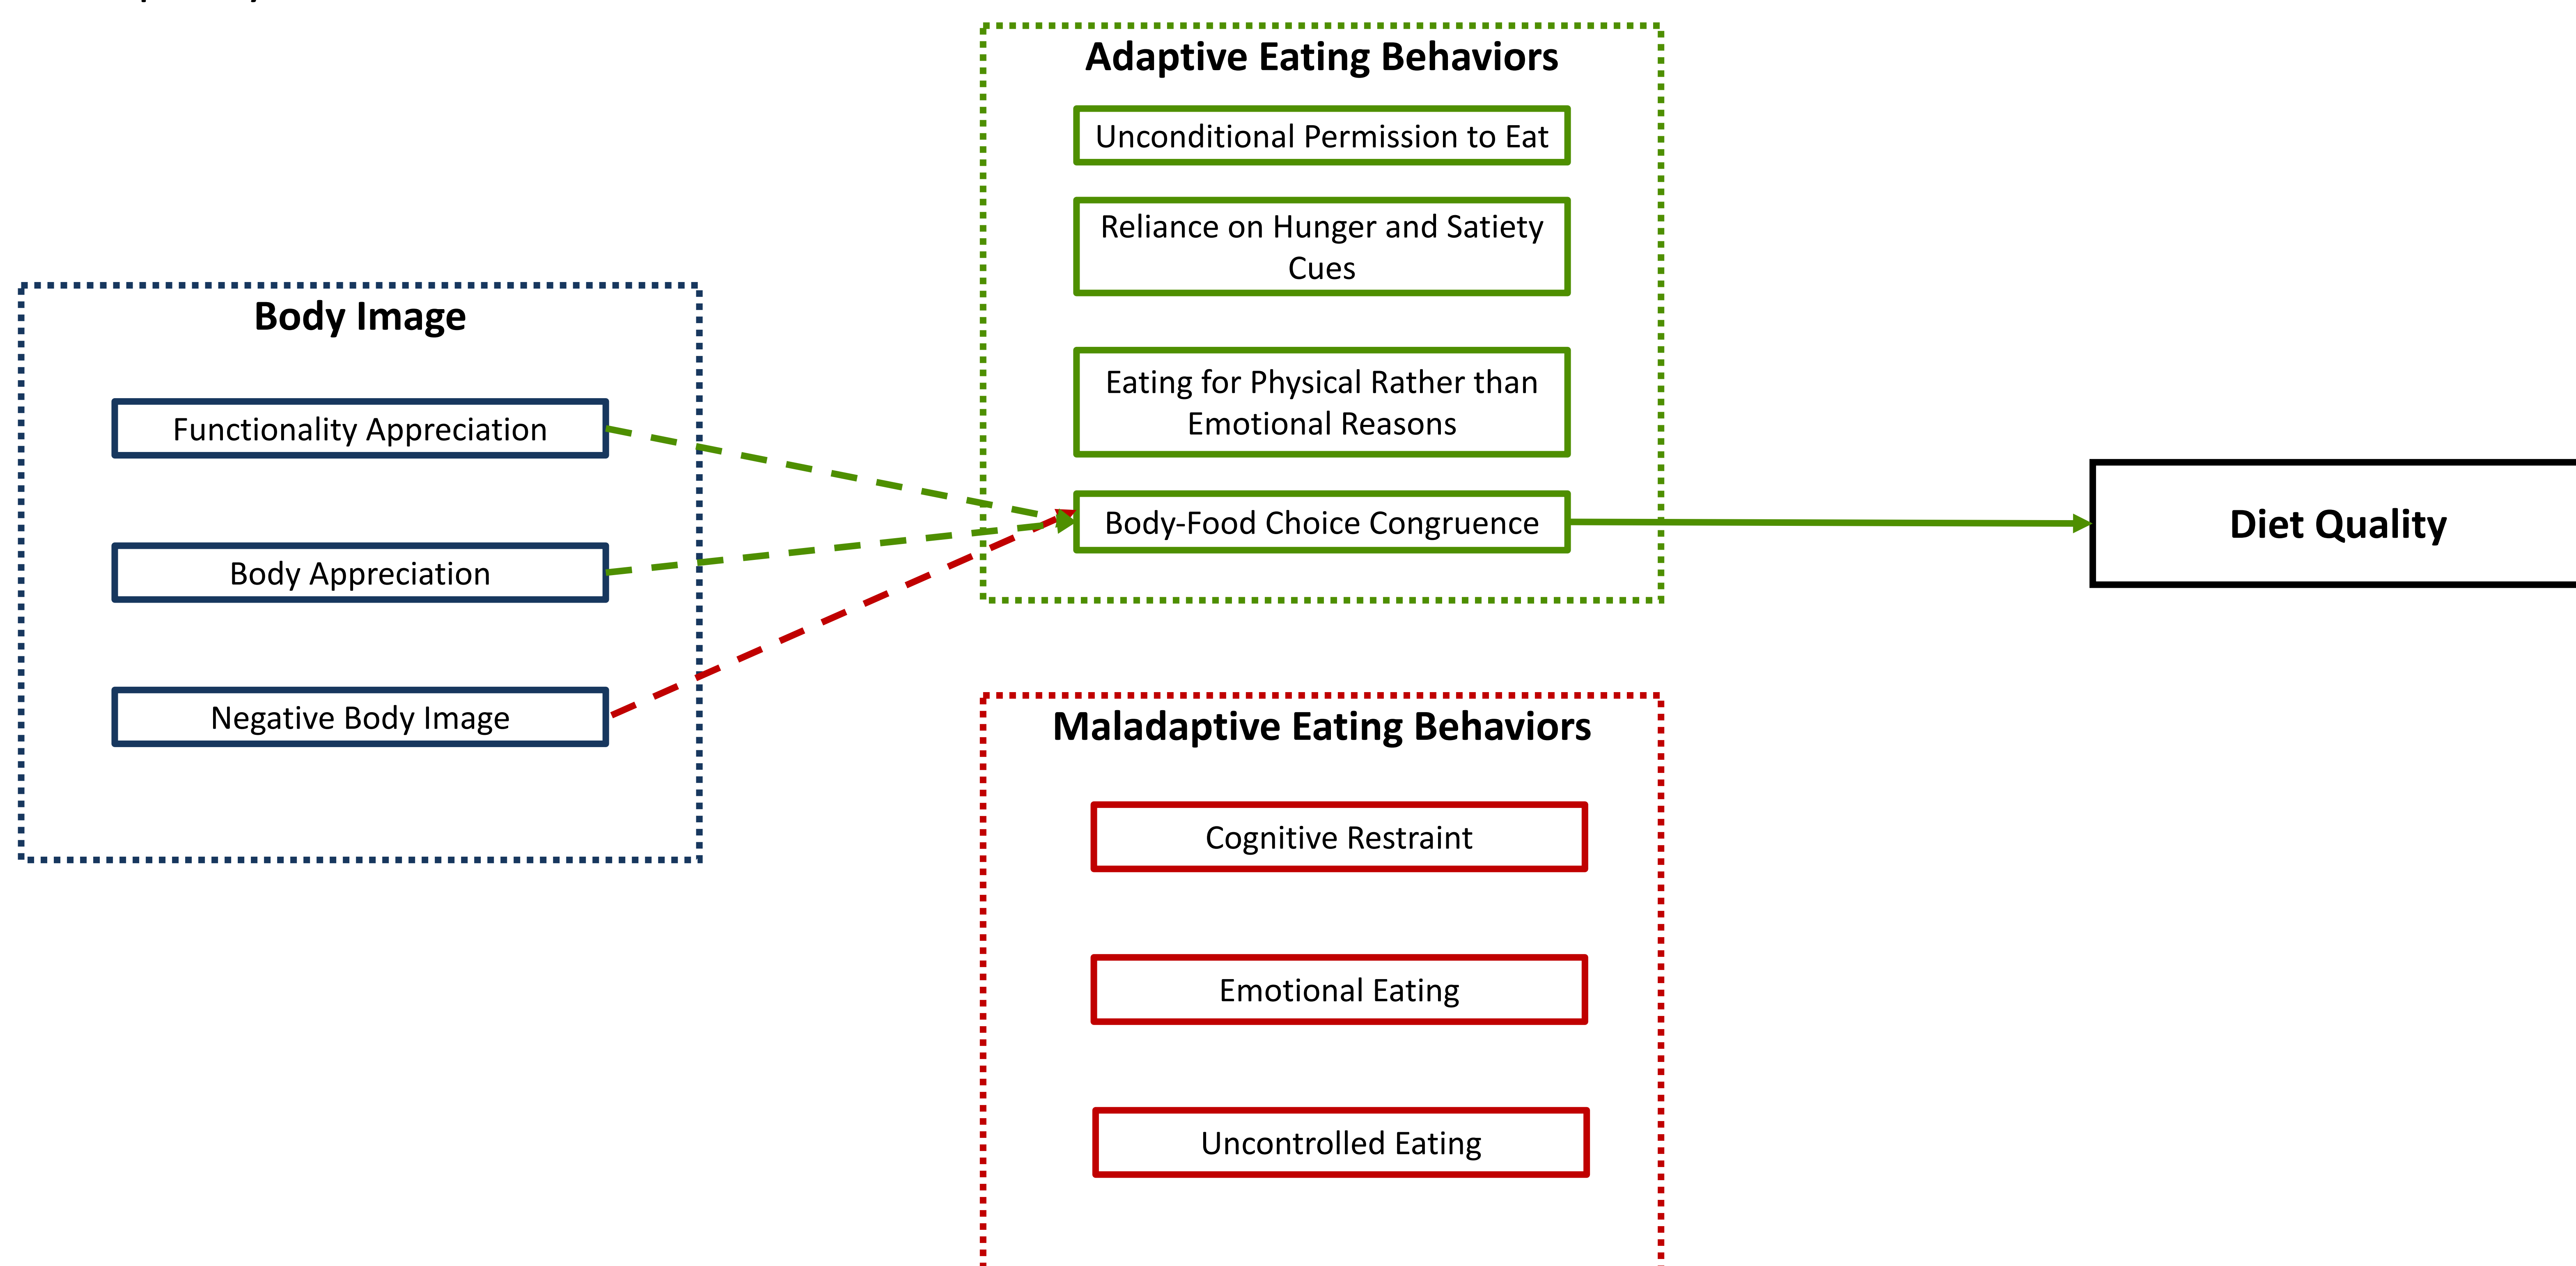 Body Image
Functionality Appreciation
Body Appreciation
Negative Body Image
Adaptive Eating Behaviors
Unconditional Permission to Eat
Reliance on Hunger and Satiety
Cues
Eating for Physical Rather than
Emotional Reasons
Body-Food Choice Congruence
Maladaptive Eating Behaviors
Cognitive Restraint
Emotional Eating
Uncontrolled Eating
Diet Quality